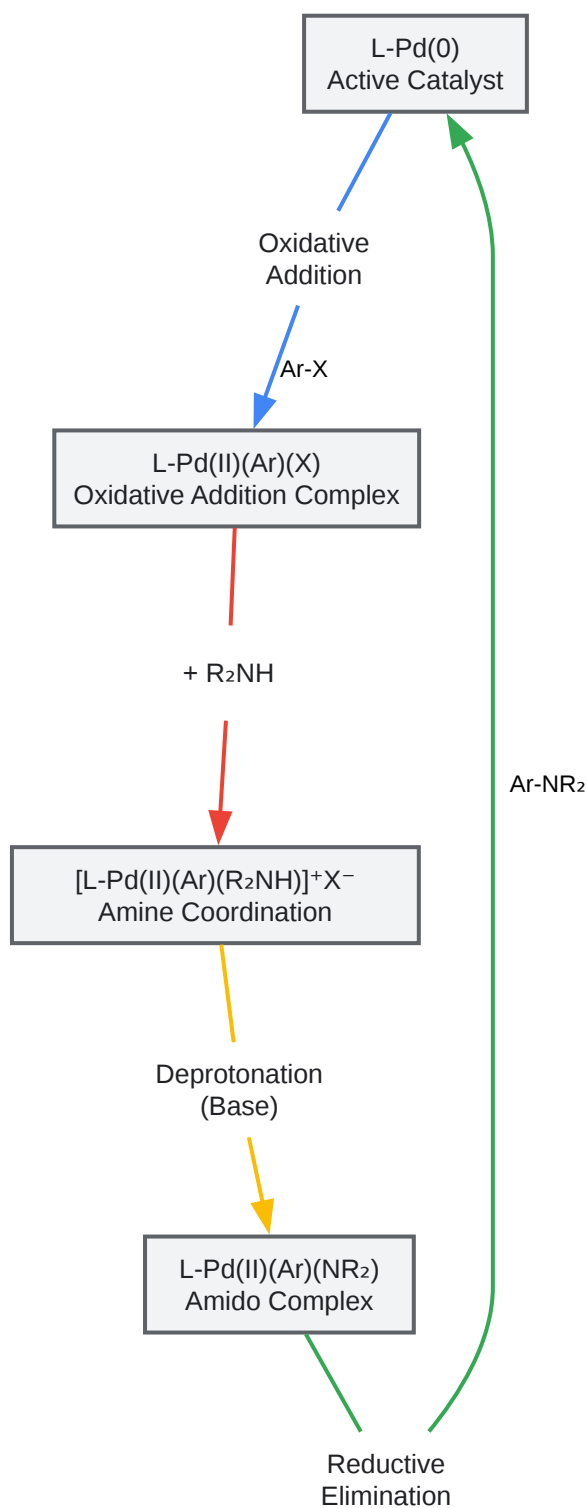 L-Pd(0)
Active Catalyst
Oxidative
Addition
Ar-X
L-Pd(II)(Ar)(X)
Oxidative Addition Complex
+ R₂NH
Ar-NR₂
[L-Pd(II)(Ar)(R₂NH)]⁺X⁻
Amine Coordination
Deprotonation
(Base)
L-Pd(II)(Ar)(NR₂)
Amido Complex
Reductive
Elimination